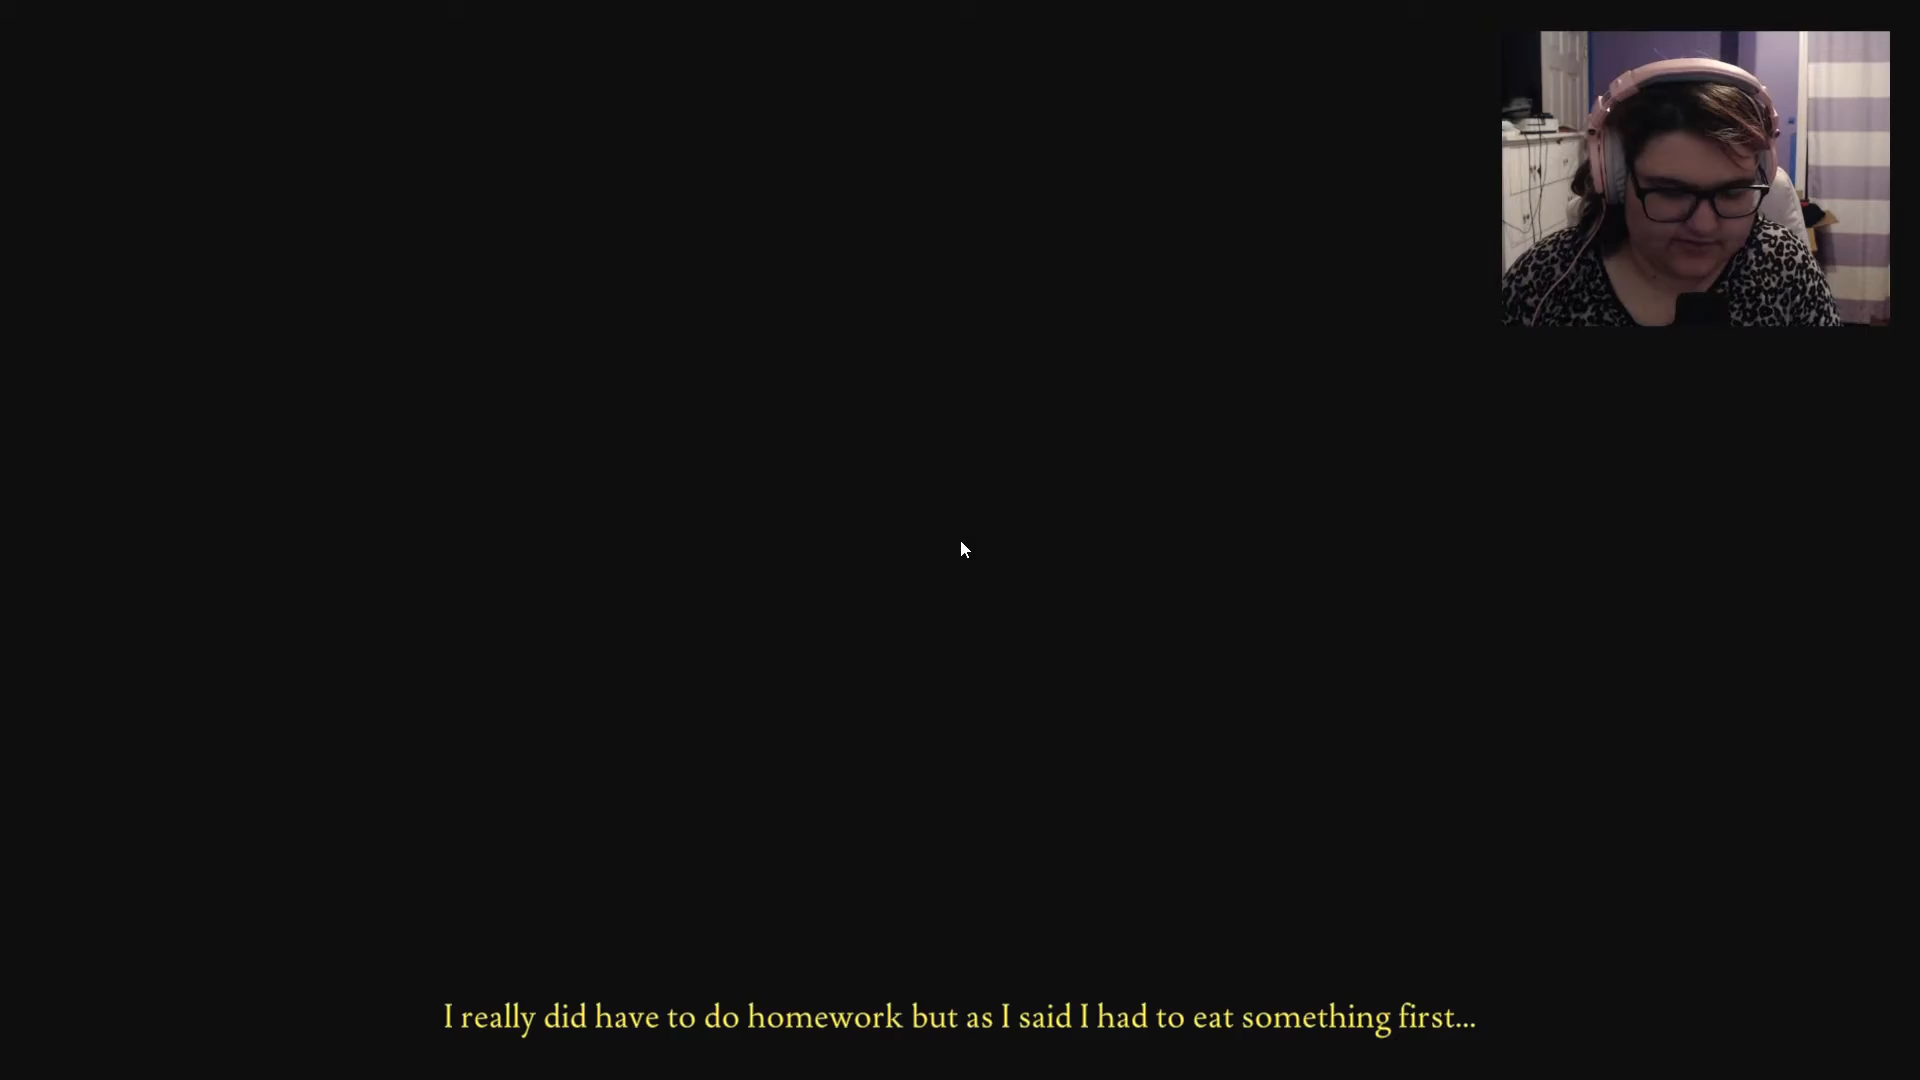 I really did have to do homework but as I said I had to eat something first...